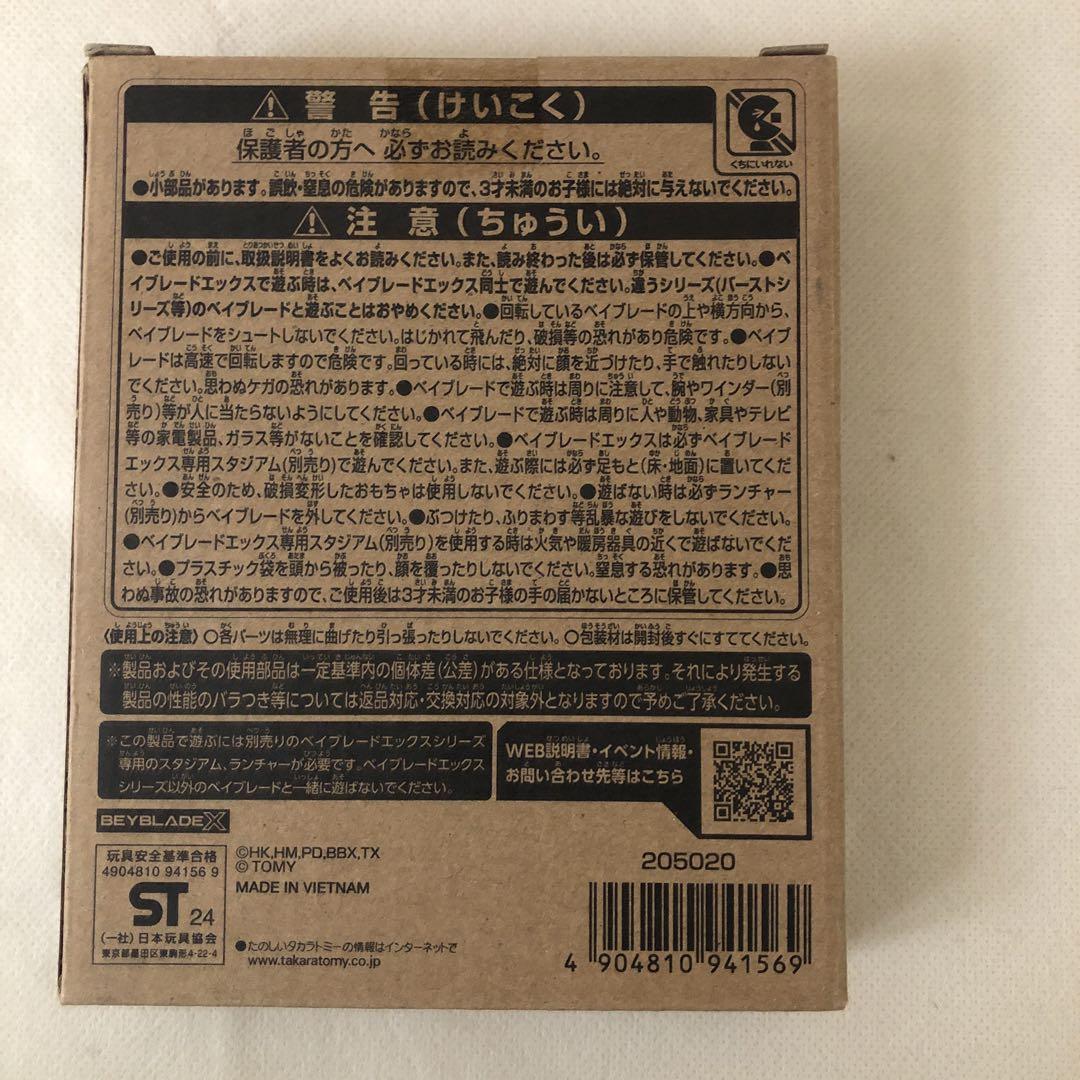 警告(けいこく)
くちにいれない
保護者の方へ 必ずお読みください。
●小部品があります。誤飲・窒息の危険がありますので、3才未満のお子様には絶対に与えないでください。
注意(ちゅうい)
●ご使用の前に、取扱説明書をよくお読みください。また、読み終わった後は必ず保管してください。●ベ
イブレードエックスで遊ぶ時は、ベイブレードエックス同士で遊んでください。違うシリーズ(バーストシ
リーズ等)のベイブレードと遊ぶことはおやめください。●回転しているベイブレードの上や横方向から、
ベイブレードをシュートしないでください。はじかれて飛んだり、破損等の恐れがあり危険です。●ベイブ
レードは高速で回転しますので危険です。回っている時には、絶対に顔を近づけたり、手で触れたりしない
でください。思わぬケガの恐れがあります。●ベイブレードで遊ぶ時は周りに注意して、腕やワインダー(別
売り)等が人に当たらないようにしてください。●ベイブレードで遊ぶ時は周りに人や動物、家具やテレビ
等の家電製品、ガラス等がないことを確認してください。●ベイブレードエックスは必ずベイブレード
エックス専用スタジアム(別売り)で遊んでください。また、遊ぶ際には必ず足もと(床・地面)に置いてくだ
さい。●安全のため、破損変形したおもちゃは使用しないでください。●遊ばない時は必ずランチャー
(別売り)からベイブレードを外してください。●ぶつけたり、ふりまわす等乱暴な遊びをしないでください。
●ベイブレードエックス専用スタジアム(別売り)を使用する時は火気や暖房器具の近くで遊ばないでくだ
さい。●プラスチック袋を頭から被ったり、顔を覆ったりしないでください。窒息する恐れがあります。●思
わぬ事故の恐れがありますので、ご使用後は3才未満のお子様の手の届かないところに保管してください。
〈使用上の注意〉○各パーツは無理に曲げたり引っ張ったりしないでください。○包装材は開封後すぐにすててください。
※製品およびその使用部品は一定基準内の個体差(公差)がある仕様となっております。それにより発生する
製品の性能のバラつき等については返品対応・交換対応の対象外となりますので予めご了承ください。
※この製品で遊ぶには別売りのベイブレードエックスシリーズ
専用のスタジアム、ランチャーが必要です。ベイブレードエックス
シリーズ以外のベイブレードと一緒に遊ばないでください。
WEB説明書・イベント情報・
お問い合わせ先等はこちら
BEYBLADE X
玩具安全基準合格
4904810 94156 9
ST 24
(一社)日本玩具協会
東京都墨田区東駒形4-22-4
©HK,HM,PD,BBX,TX
© TOMY
MADE IN VIETNAM
●たのしいタカラトミーの情報はインターネットで
www.takaratomy.co.jp
205020
4 904810 941569